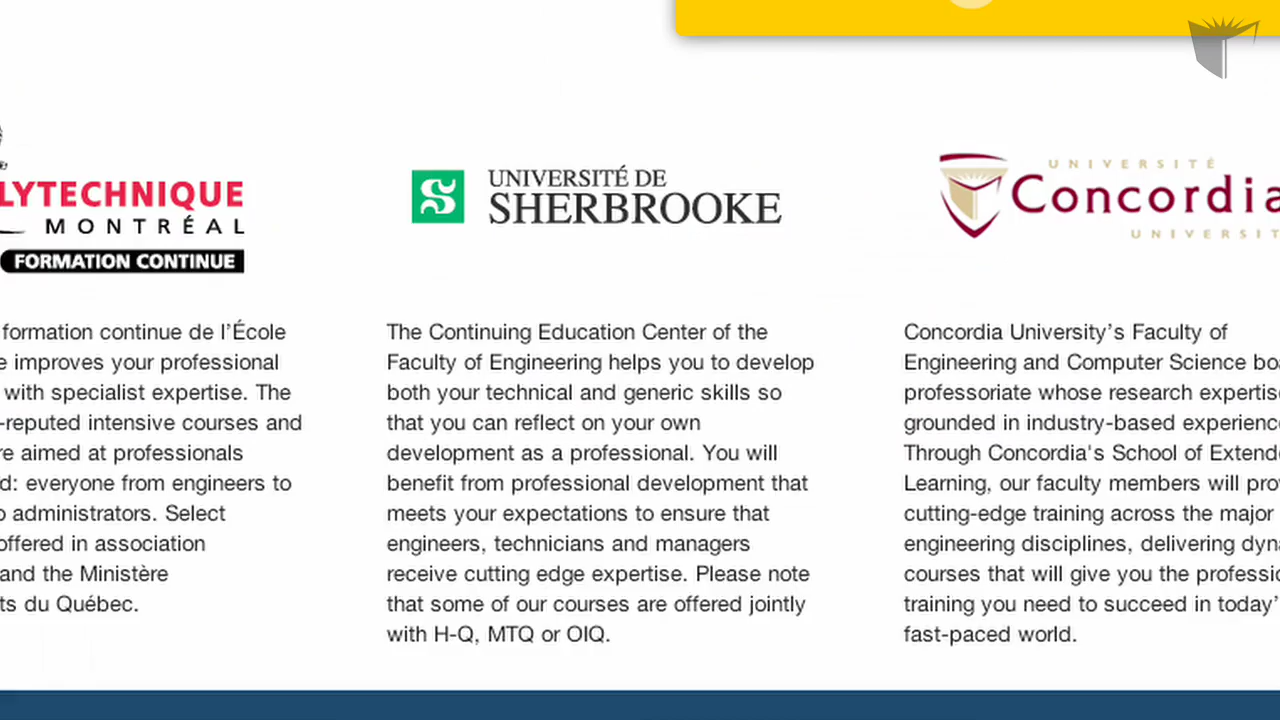 LYTECHNIQUE
MONTRÉAL
FORMATION CONTINUE
formation continue de l’École
e improves your professional
with specialist expertise. The
-reputed intensive courses and
re aimed at professionals
d: everyone from engineers to
o administrators. Select
offered in association
and the Ministère
ts du Québec.
UNIVERSITÉ DE
SHERBROOKE
The Continuing Education Center of the
Faculty of Engineering helps you to develop
both your technical and generic skills so
that you can reflect on your own
development as a professional. You will
benefit from professional development that
meets your expectations to ensure that
engineers, technicians and managers
receive cutting edge expertise. Please note
that some of our courses are offered jointly
with H-Q, MTQ or OIQ.
UNIVERSITÉ
Concordia
UNIVERSIT
Concordia University’s Faculty of
Engineering and Computer Science boa
professoriate whose research expertise
grounded in industry-based experience
Through Concordia's School of Extende
Learning, our faculty members will prov
cutting-edge training across the major
engineering disciplines, delivering dyna
courses that will give you the professio
training you need to succeed in today’
fast-paced world.